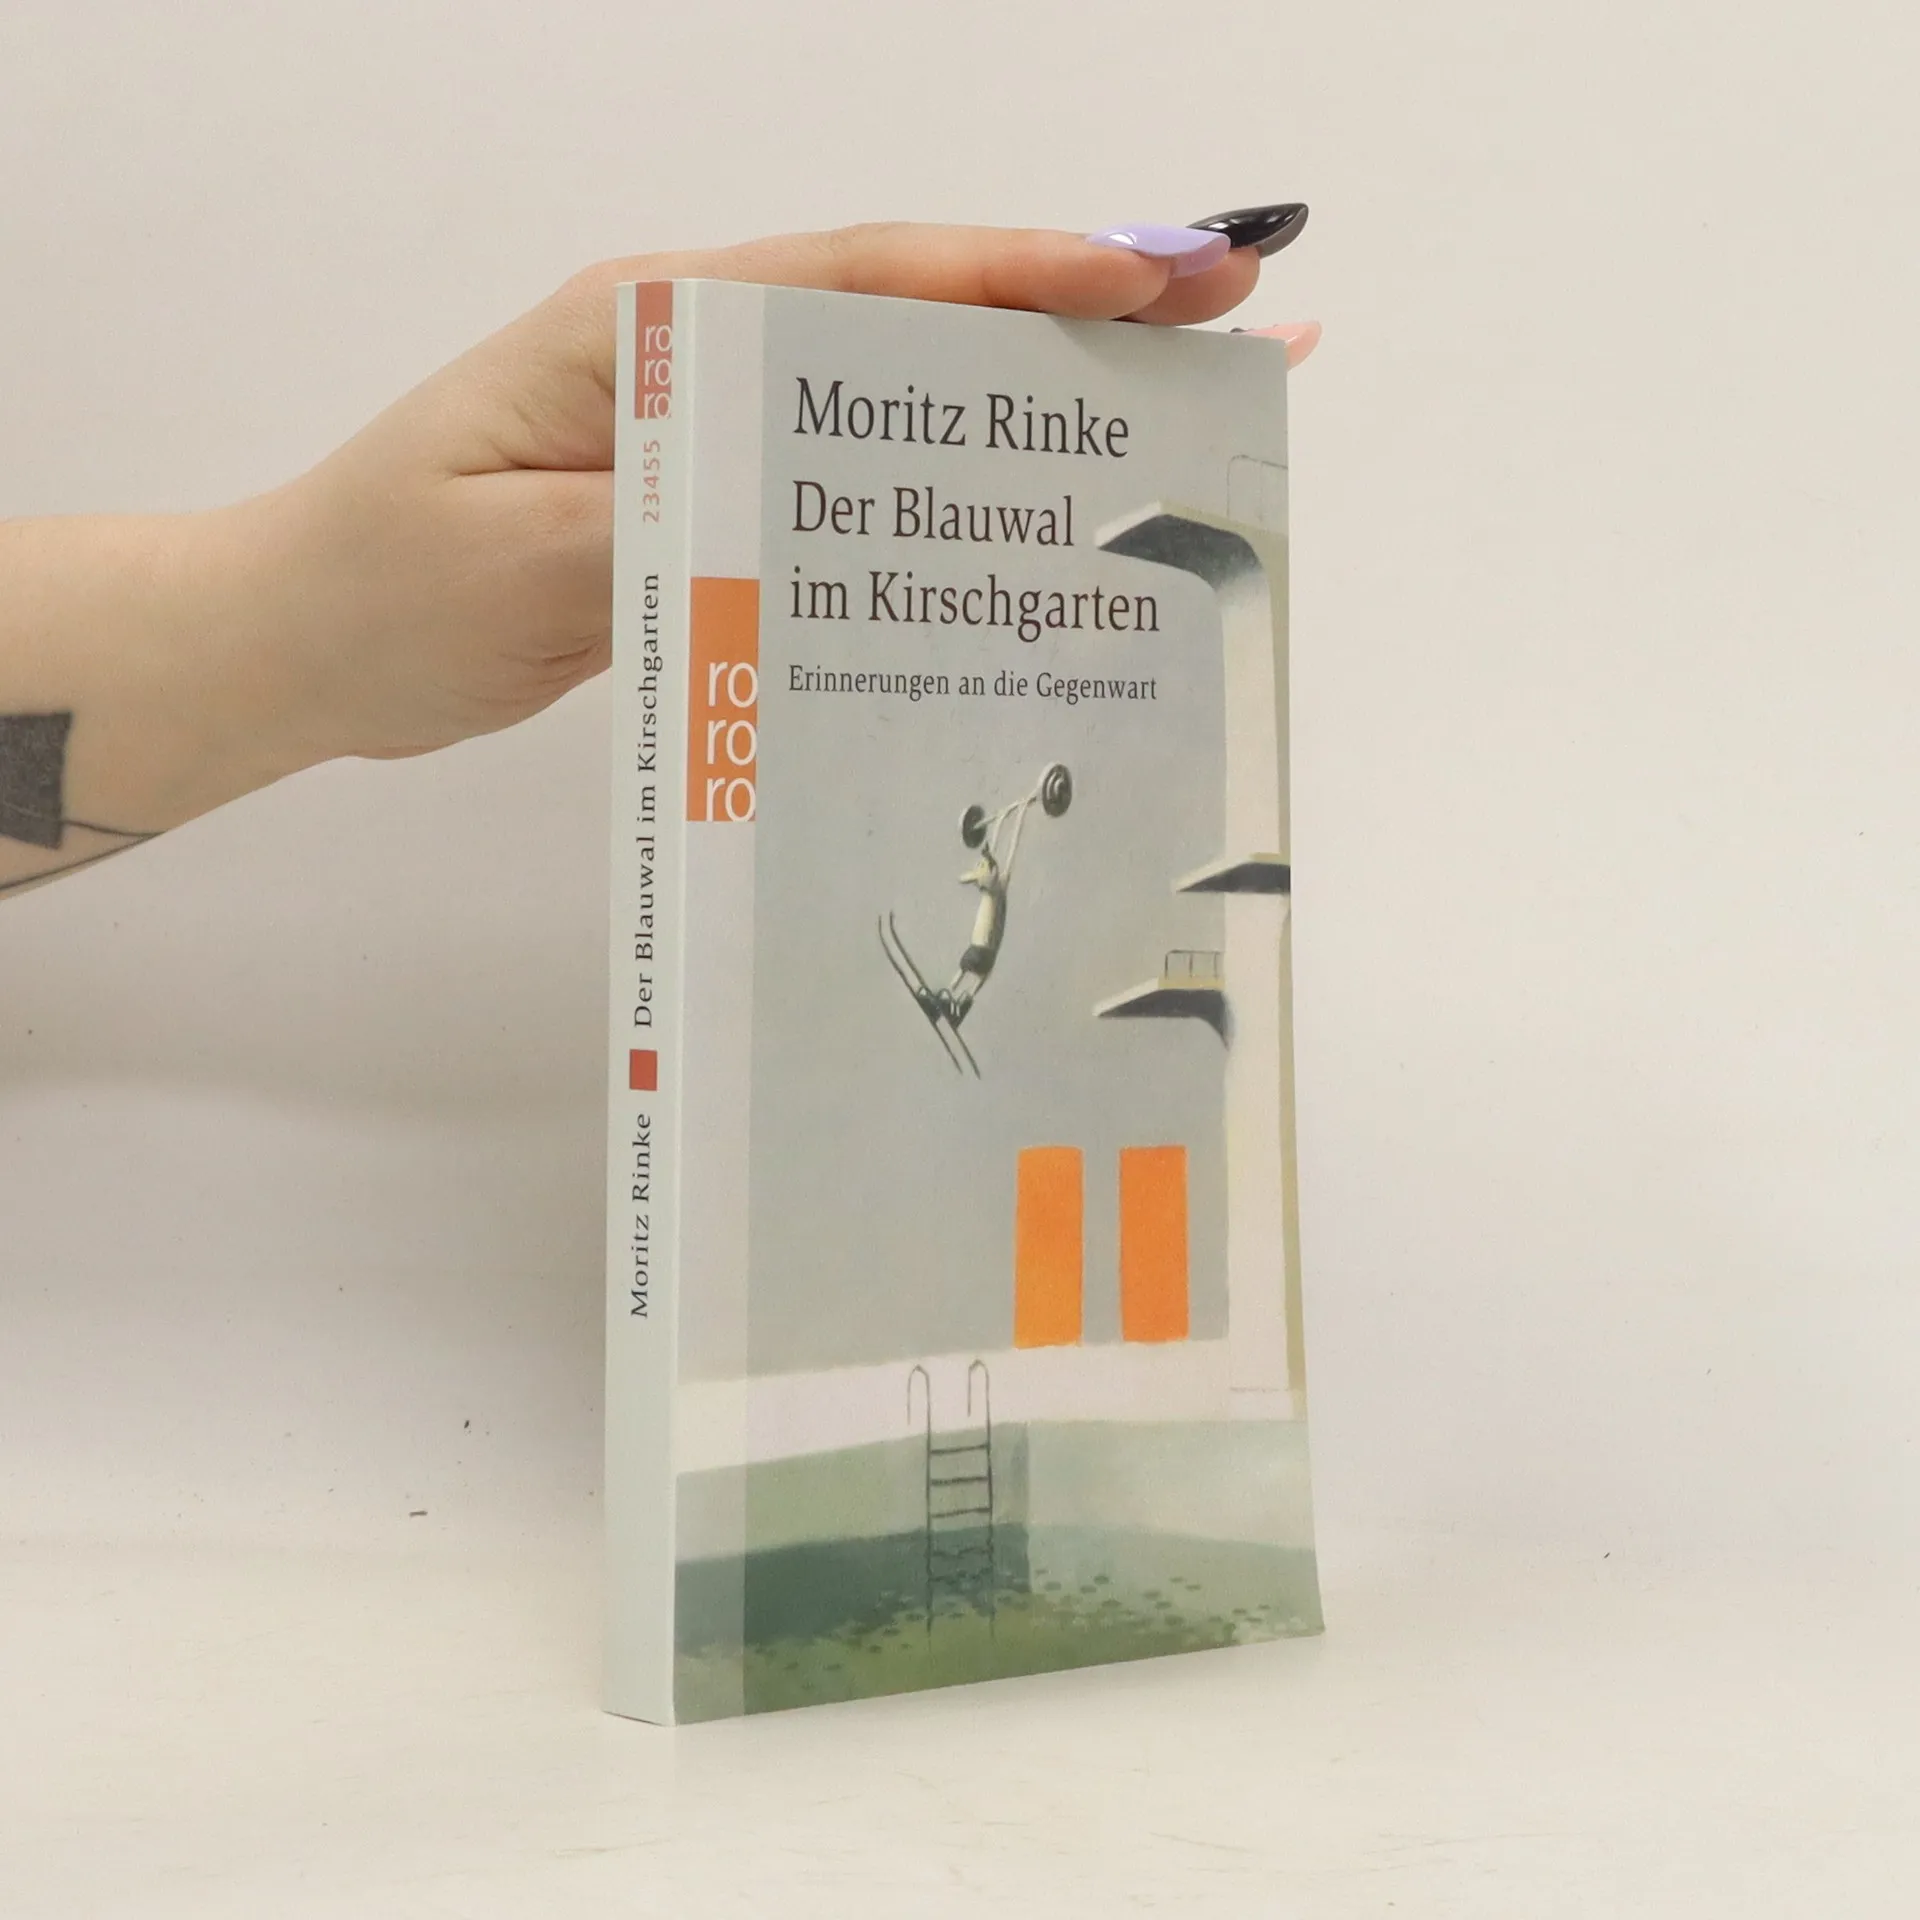 ro
ro
ro
23455
Der Blauwal im Kirschgarten
Moritz Rinke
Moritz Rinke
Der Blauwal
im Kirschgarten
Erinnerungen an die Gegenwart
ro
ro
ro